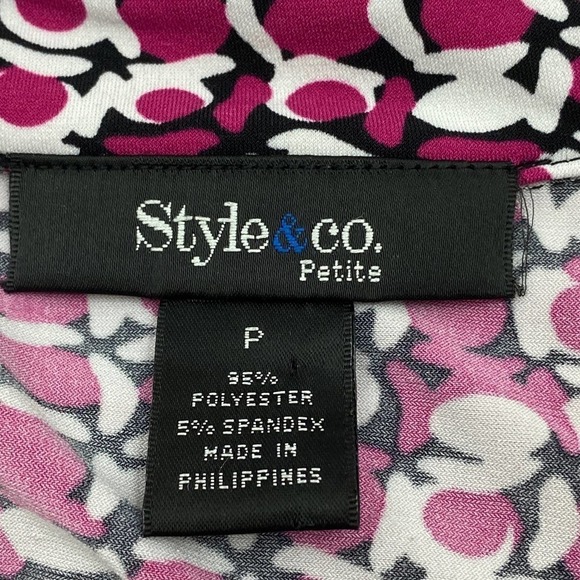 Style&co.
Petite
P
95%
POLYESTER
5% SPANDEX
MADE IN
PHILIPPINES